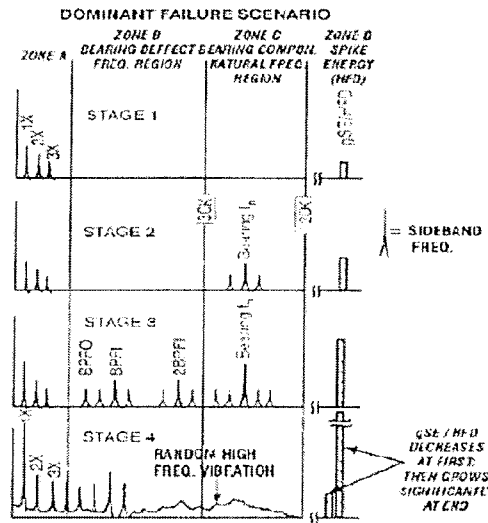 DOMINANT FAILURE SCENARIO
ZONE A
ZONE B
BEARING DEFECT
FREQ. REGION
ZONE C
BEARING COMPON.
NATURAL FREQ.
REGION
ZONE D
SPIKE
ENERGY
(HFD)
STAGE 1
1X
2X
3X
gSE/HFD
STAGE 2
Bearing fn
= SIDEBAND
FREQ.
STAGE 3
BPFO
BPFI
2BPFI
Bearing fn
STAGE 4
1X
2X
3X
RANDOM HIGH
FREQ. VIBRATION
gSE / HFD
DECREASES
AT FIRST;
THEN GROWS
SIGNIFICANTLY
AT END